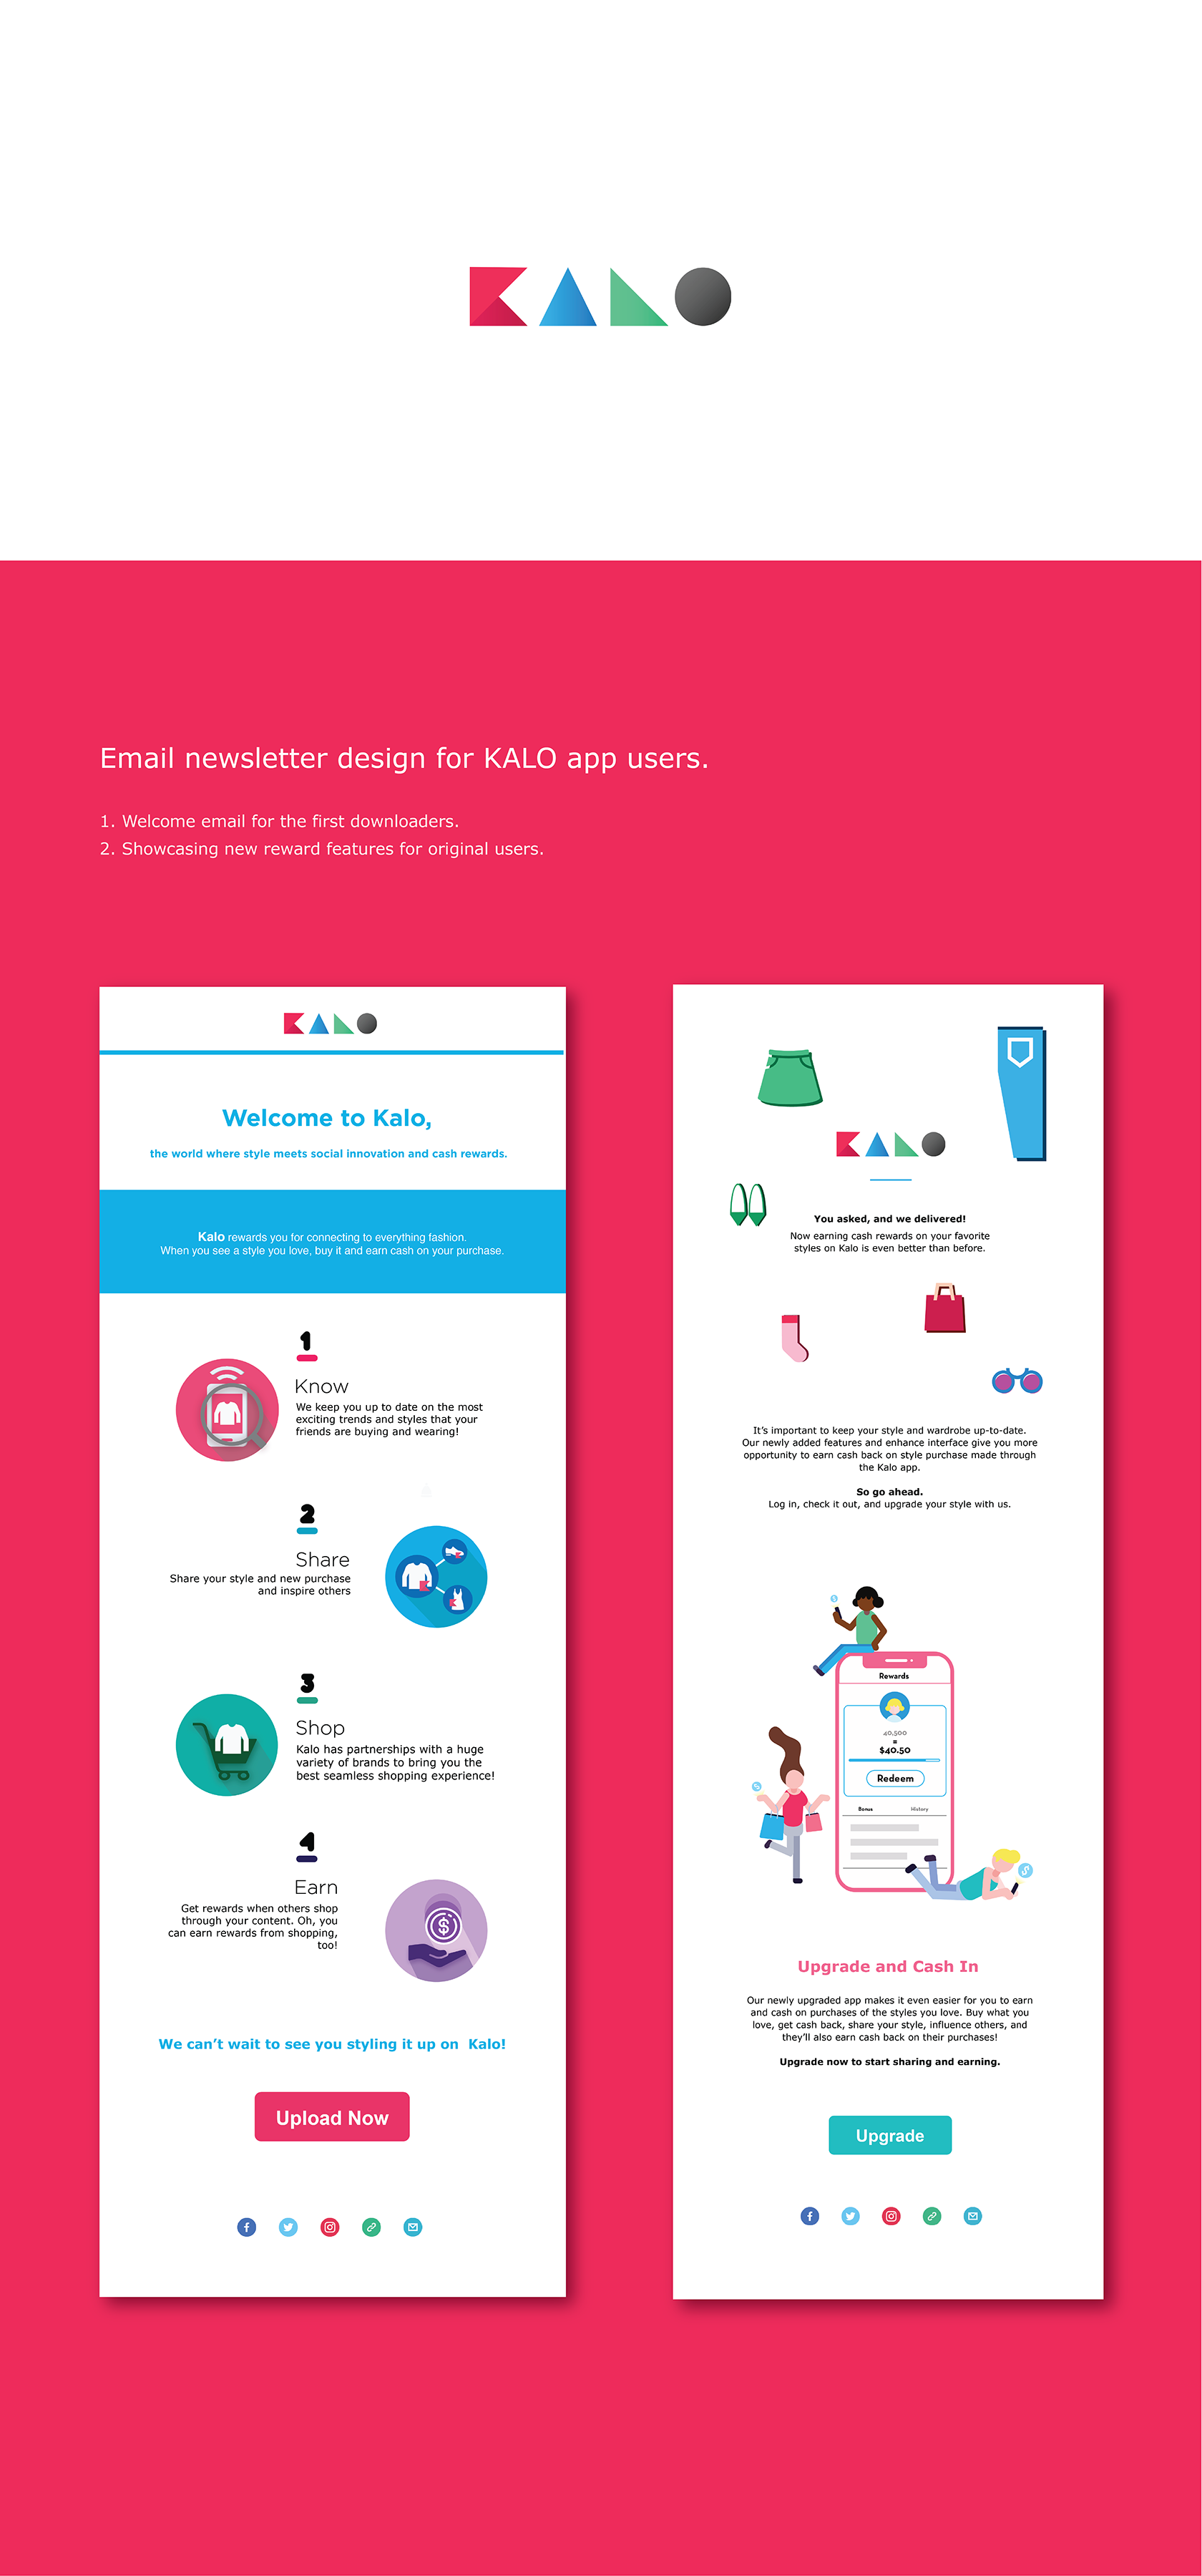 KALO
Email newsletter design for KALO app users.
1. Welcome email for the first downloaders.
2. Showcasing new reward features for original users.
KALO
Welcome to Kalo,
the world where style meets social innovation and cash rewards.
Kalo rewards you for connecting to everything fashion.
When you see a style you love, buy it and earn cash on your purchase.
1
Know
We keep you up to date on the most
exciting trends and styles that your
friends are buying and wearing!
2
Share
Share your style and new purchase
and inspire others
3
Shop
Kalo has partnerships with a huge
variety of brands to bring you the
best seamless shopping experience!
4
Earn
Get rewards when others shop
through your content. Oh, you
can earn rewards from shopping,
too!
We can't wait to see you styling it up on  Kalo!
Upload Now
KALO
You asked, and we delivered!
Now earning cash rewards on your favorite
styles on Kalo is even better than before.
It's important to keep your style and wardrobe up-to-date.
Our newly added features and enhance interface give you more
opportunity to earn cash back on style purchase made through
the Kalo app.
So go ahead.
Log in, check it out, and upgrade your style with us.
Rewards
40,500
=
$40.50
Redeem
Bonus History
Upgrade and Cash In
Our newly upgraded app makes it even easier for you to earn
and cash on purchases of the styles you love. Buy what you
love, get cash back, share your style, influence others, and
they'll also earn cash back on their purchases!
Upgrade now to start sharing and earning.
Upgrade